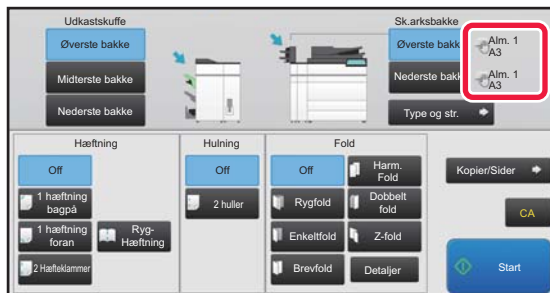 Udkastskuffe
Sk.arksbakke
Øverste bakke
Midterste bakke
Nederste bakke
Øverste bakk
Alm. 1
A3
Nederste bakk
Alm. 1
A3
Type og str.
Hæftning
Off
1 hæftning
bagpå
1 hæftning
foran
Ryg-
Hæftning
2 Hæfteklammer
Hulning
Off
2 huller
Fold
Off
Harm.
Fold
Rygfold
Dobbelt
fold
Enkeltfold
Z-fold
Brevfold
Detaljer
Kopier/Sider
CA
Start